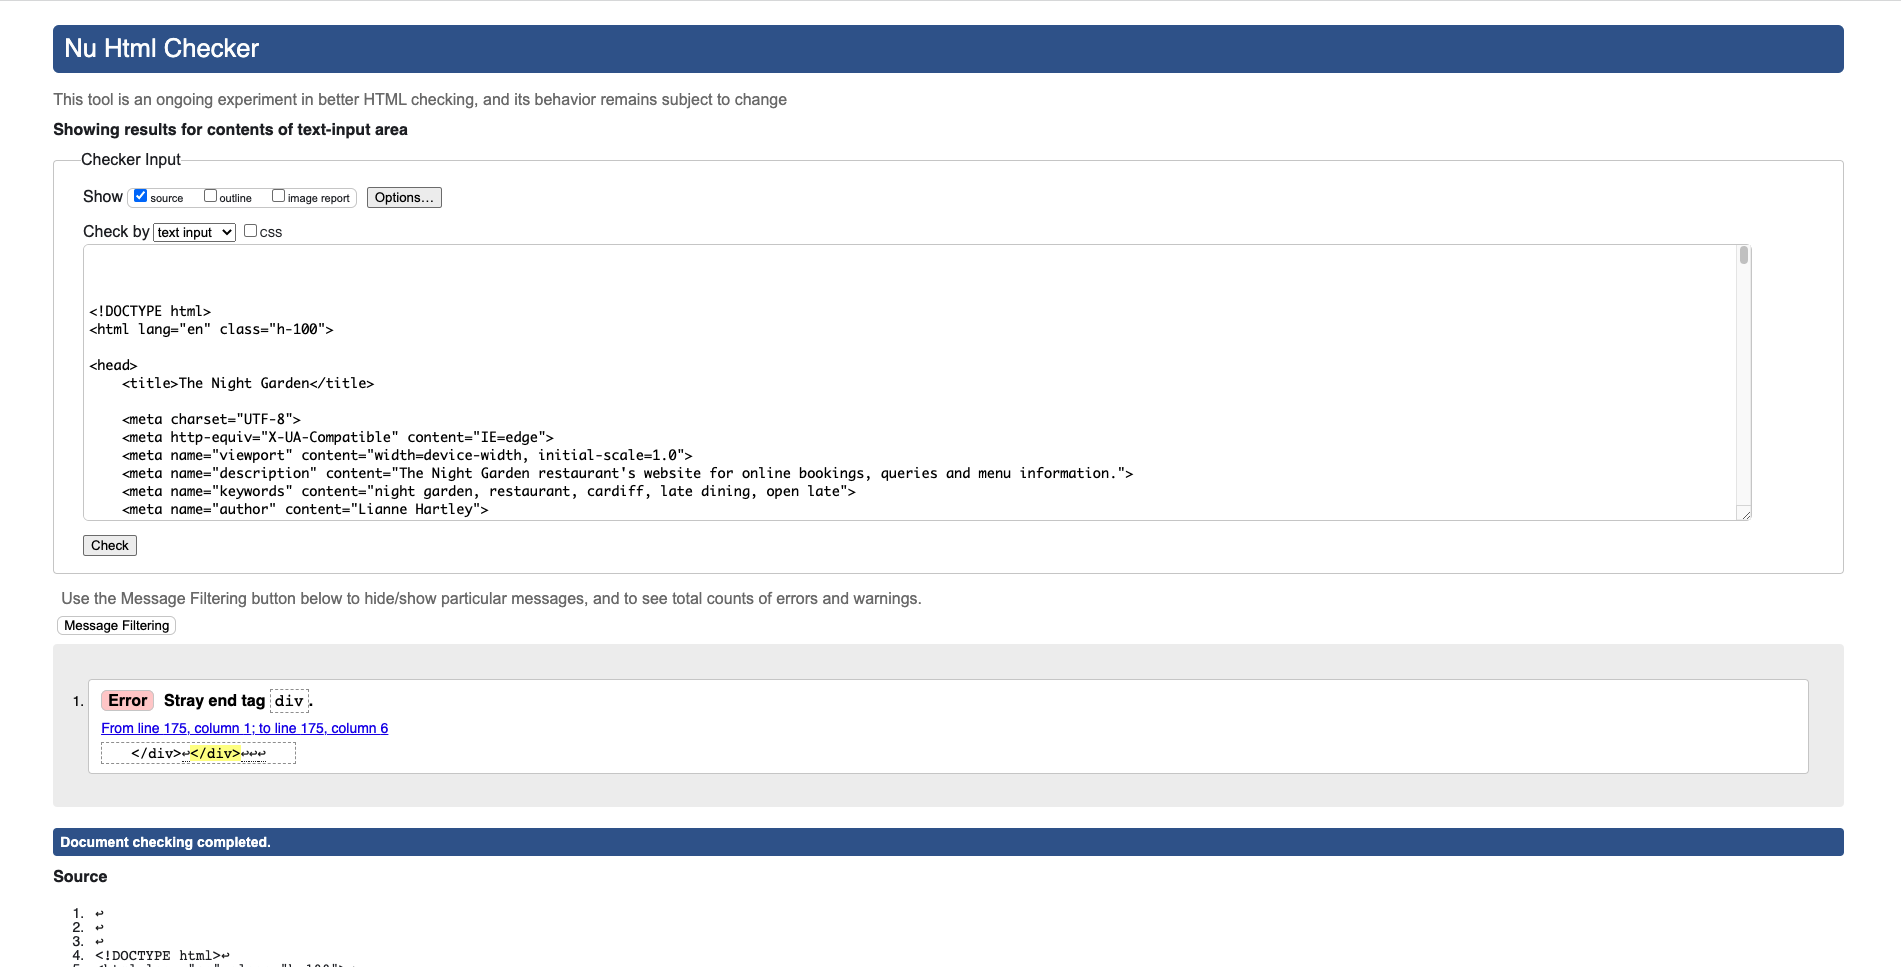 Nu Html Checker
This tool is an ongoing experiment in better HTML checking, and its behavior remains subject to change
Showing results for contents of text-input area
Checker Input
Show source outline image report Options...
Check by text input css
<!DOCTYPE html>
<html lang="en" class="h-100">
<head>
<title>The Night Garden</title>
<meta charset="UTF-8">
<meta http-equiv="X-UA-Compatible" content="IE=edge">
<meta name="viewport" content="width=device-width, initial-scale=1.0">
<meta name="description" content="The Night Garden restaurant's website for online bookings, queries and menu information.">
<meta name="keywords" content="night garden, restaurant, cardiff, late dining, open late">
<meta name="author" content="Lianne Hartley">
Check
Use the Message Filtering button below to hide/show particular messages, and to see total counts of errors and warnings.
Message Filtering
1. Error Stray end tag div.
From line 175, column 1; to line 175, column 6
</div>↩</div>↩↩↩
Document checking completed.
Source
1. ↩
2. ↩
3. ↩
4. <!DOCTYPE html>↩